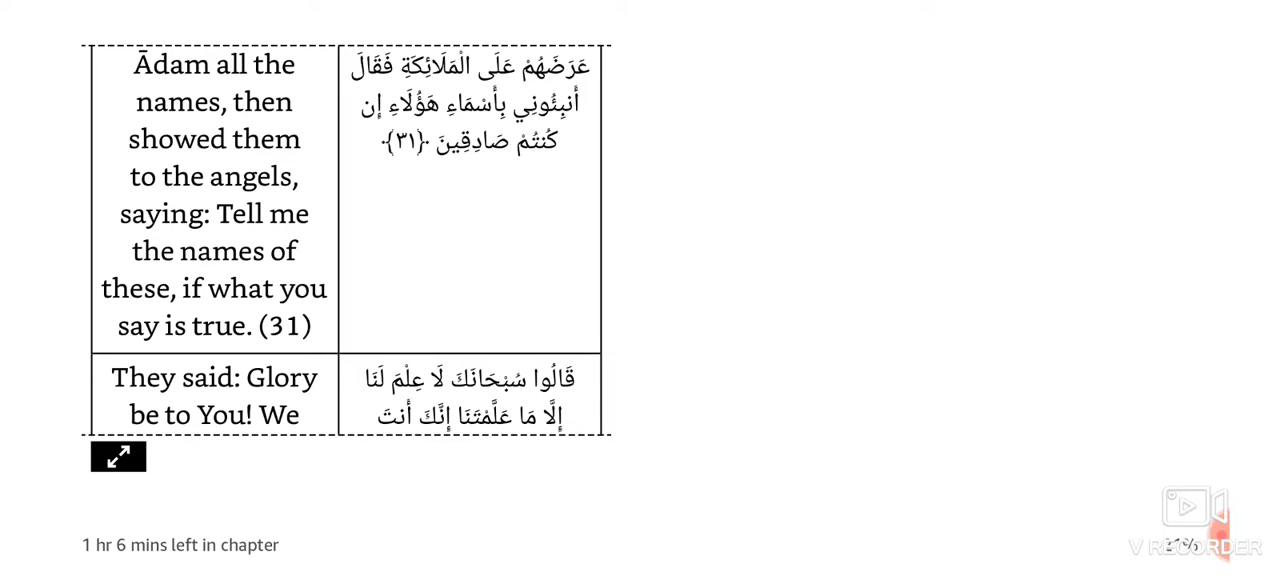 Ādam all the
names, then
showed them
to the angels,
saying: Tell me
the names of
these, if what you
say is true. (31)
عَرَضَهُمْ عَلَى الْمَلَائِكَةِ فَقَالَ
أَنبِئُونِي بِأَسْمَاءِ هَؤُلَاءِ إِن
كُنتُمْ صَادِقِينَ ﴿٣١﴾
They said: Glory
be to You! We
قَالُوا سُبْحَانَكَ لَا عِلْمَ لَنَا
إِلَّا مَا عَلَّمْتَنَا إِنَّكَ أَنتَ
1 hr 6 mins left in chapter
V RECORDER